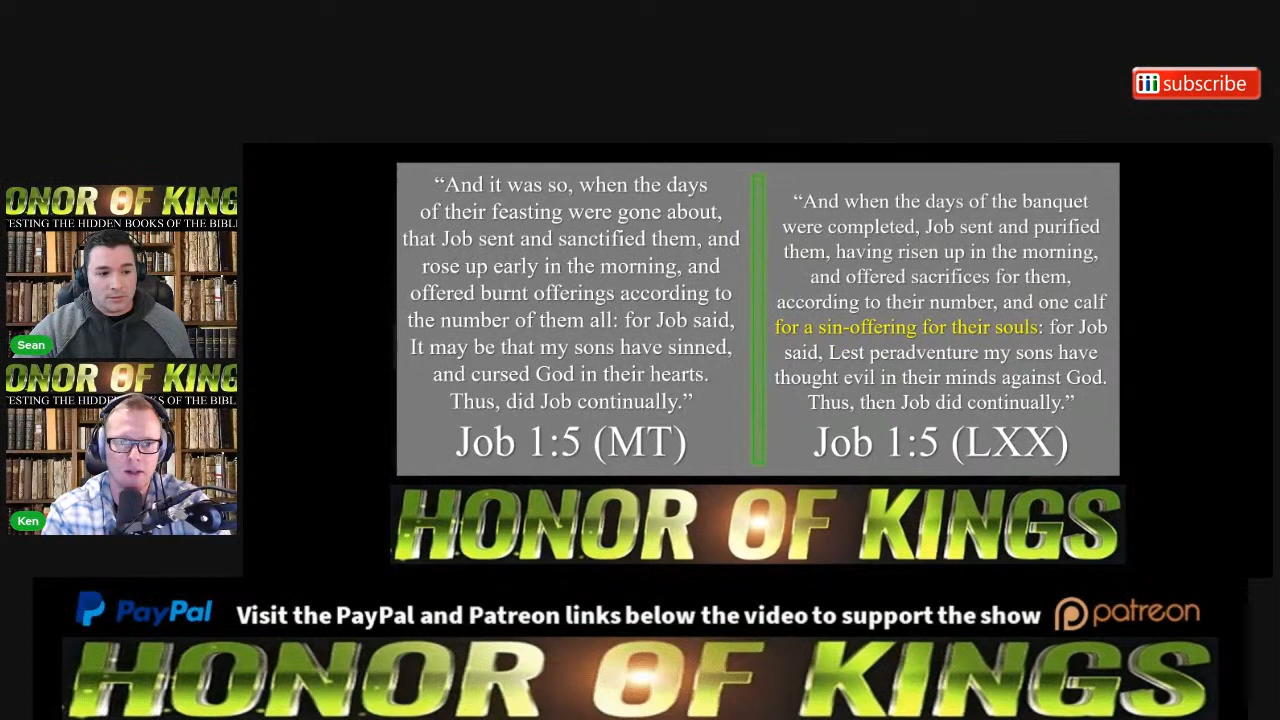 subscribe
“And it was so, when the days
of their feasting were gone about,
that Job sent and sanctified them, and
rose up early in the morning, and
offered burnt offerings according to
the number of them all: for Job said,
It may be that my sons have sinned,
and cursed God in their hearts.
Thus, did Job continually.”
Job 1:5 (MT)
“And when the days of the banquet
were completed, Job sent and purified
them, having risen up in the morning,
and offered sacrifices for them,
according to their number, and one calf
for a sin-offering for their souls: for Job
said, Lest peradventure my sons have
thought evil in their minds against God.
Thus, then Job did continually.”
Job 1:5 (LXX)
ONOR OF KING
ESTING THE HIDDEN BOOKS OF THE BIBL
Sean
ONOR OF KING
ESTING THE HIDDE BOOKS OF THE BIBL
Ken
HONOR OF KINGS
PayPal Visit the PayPal and Patreon links below the video to support the show patreon
HONOR OF KINGS